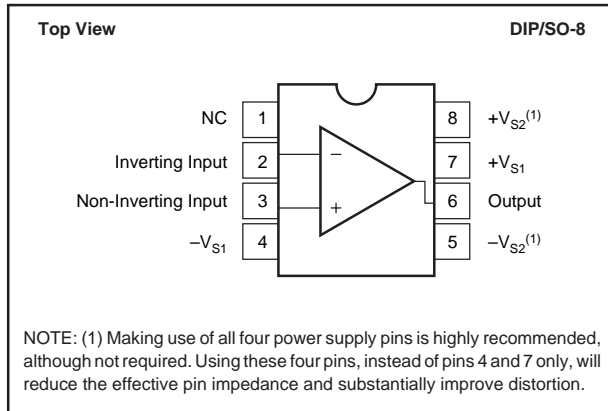 Top View DIP/SO-8
NC 1 8 +VS2(1)
Inverting Input 2 – 7 +VS1
Non-Inverting Input 3 + 6 Output
–VS1 4 5 –VS2(1)
NOTE: (1) Making use of all four power supply pins is highly recommended,
although not required. Using these four pins, instead of pins 4 and 7 only, will
reduce the effective pin impedance and substantially improve distortion.